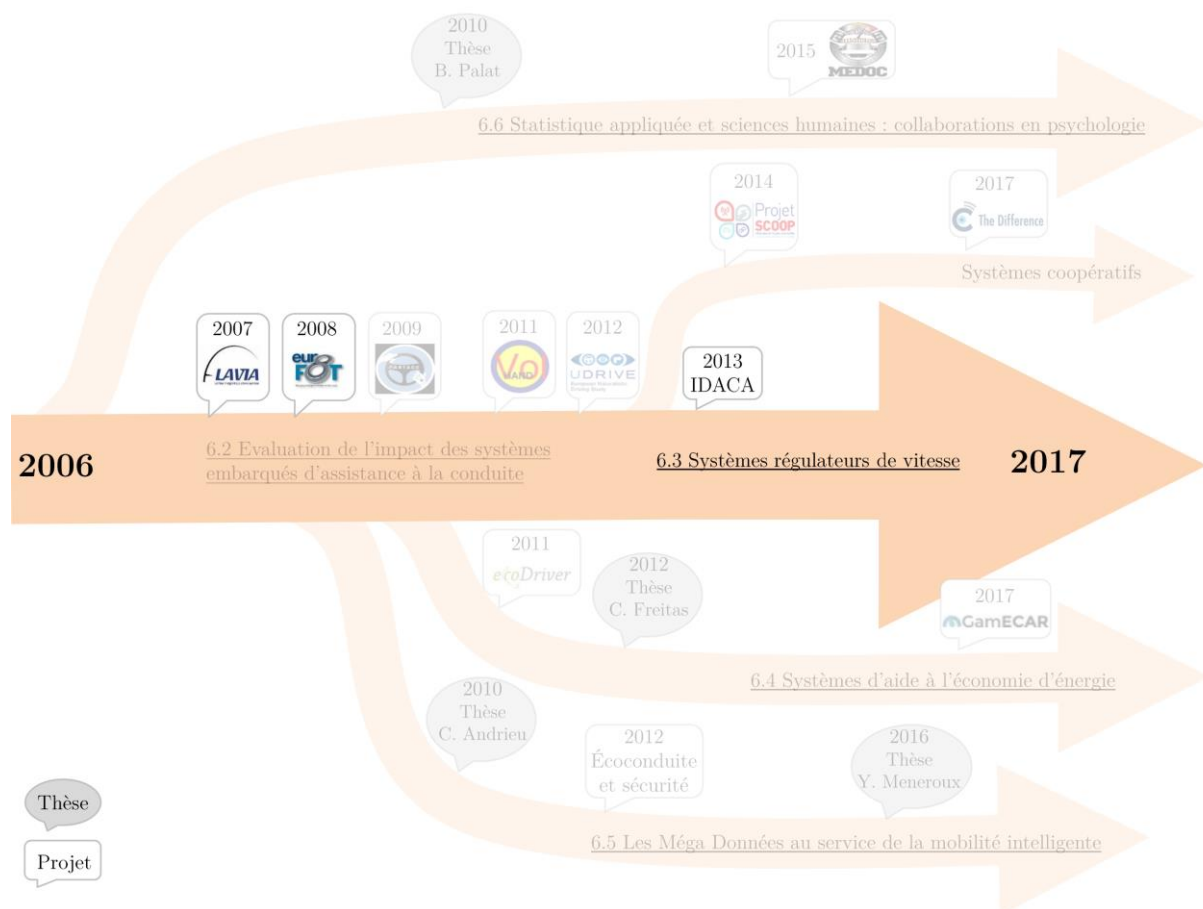 2010
Thèse
B. Palat
2015
MEDOC
6.6 Statistique appliquée et sciences humaines : collaborations en psychologie
2014
Projet
SCOOP
2017
The Difference
Systèmes coopératifs
2007
LAVIA
2008
euro
FOT
2009
2011
2012
UDRIVE
2013
IDACA
2006
6.2 Evaluation de l'impact des systèmes
embarqués d'assistance à la conduite
6.3 Systèmes régulateurs de vitesse
2017
2011
ecoDriver
2012
Thèse
C. Freitas
2017
GamECAR
6.4 Systèmes d'aide à l'économie d'énergie
2010
Thèse
C. Andrieu
2012
Écoconduite
et sécurité
2016
Thèse
Y. Meneroux
6.5 Les Méga Données au service de la mobilité intelligente
Thèse
Projet